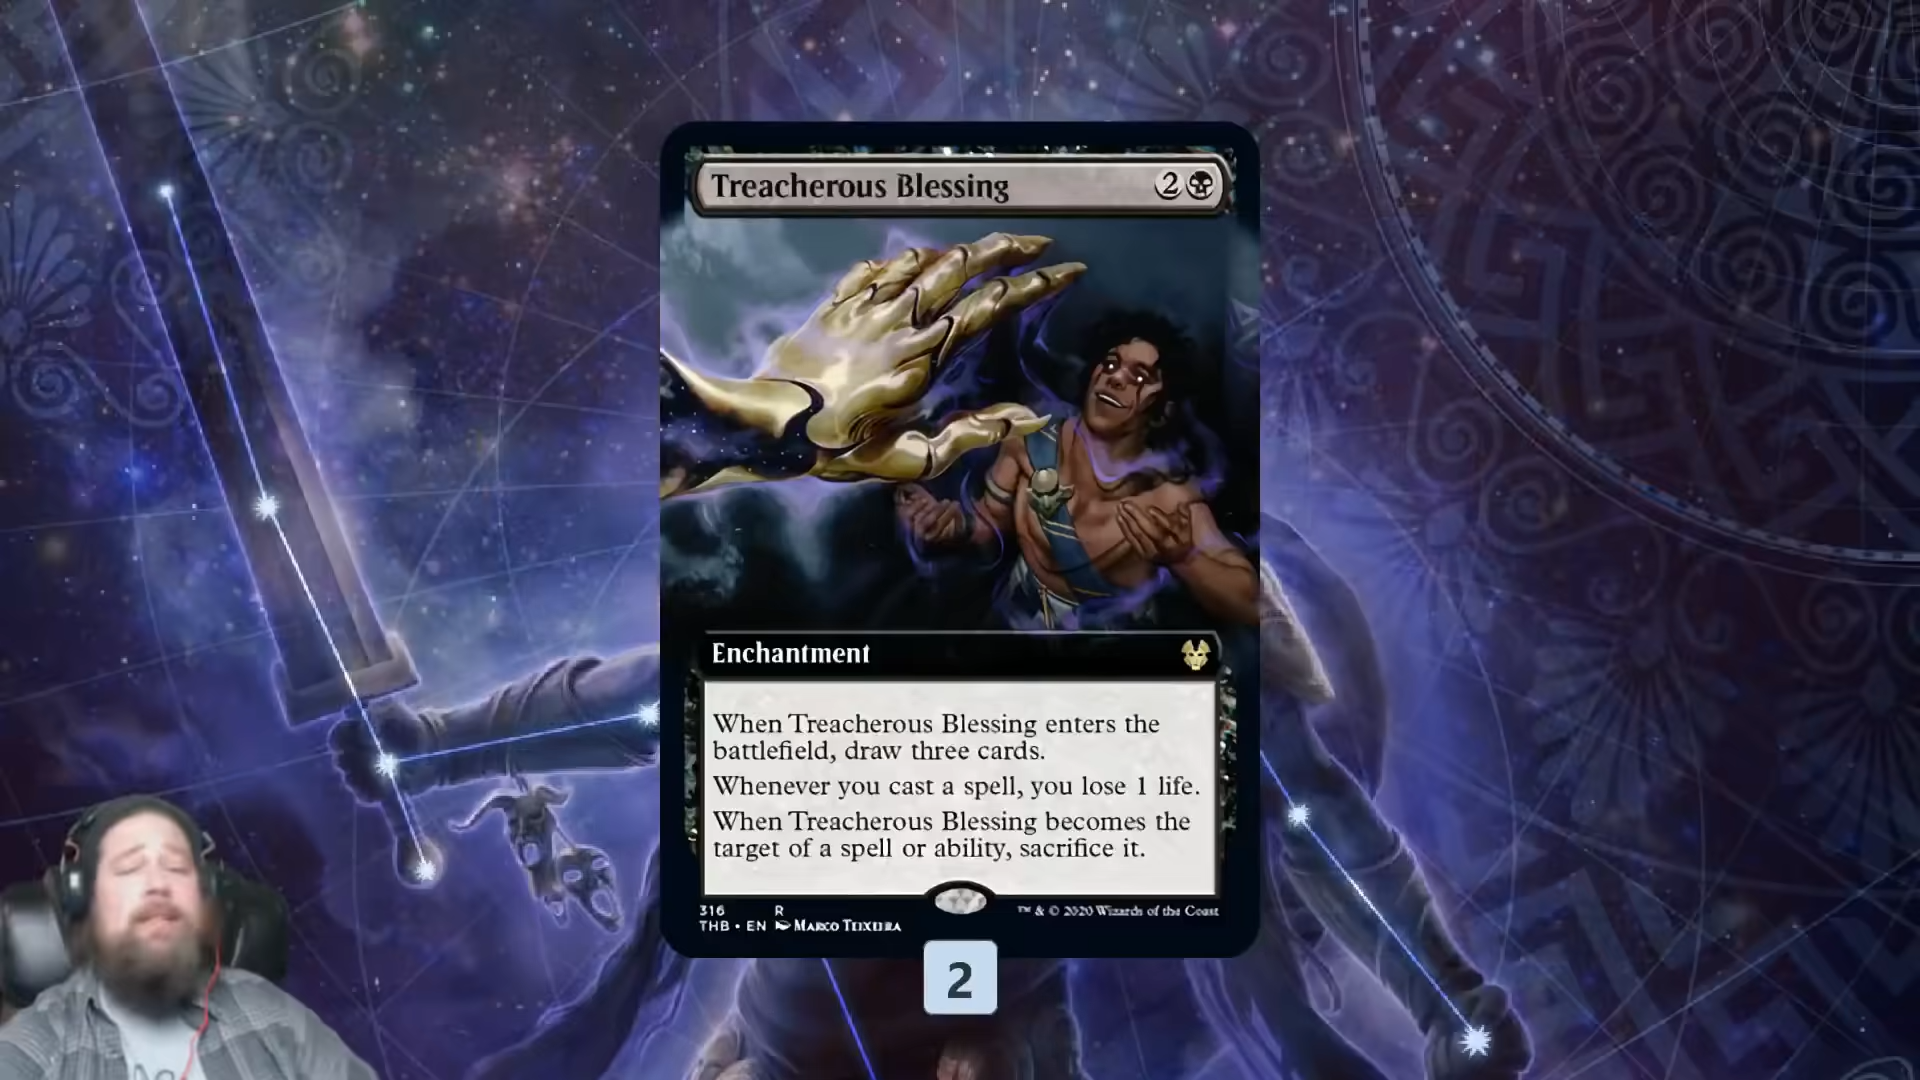 Treacherous Blessing 2
Enchantment
When Treacherous Blessing enters the
battlefield, draw three cards.
Whenever you cast a spell, you lose 1 life.
When Treacherous Blessing becomes the
target of a spell or ability, sacrifice it.
316 R
THB • EN Marco Teixeira
™ & © 2020 Wizards of the Coast
2